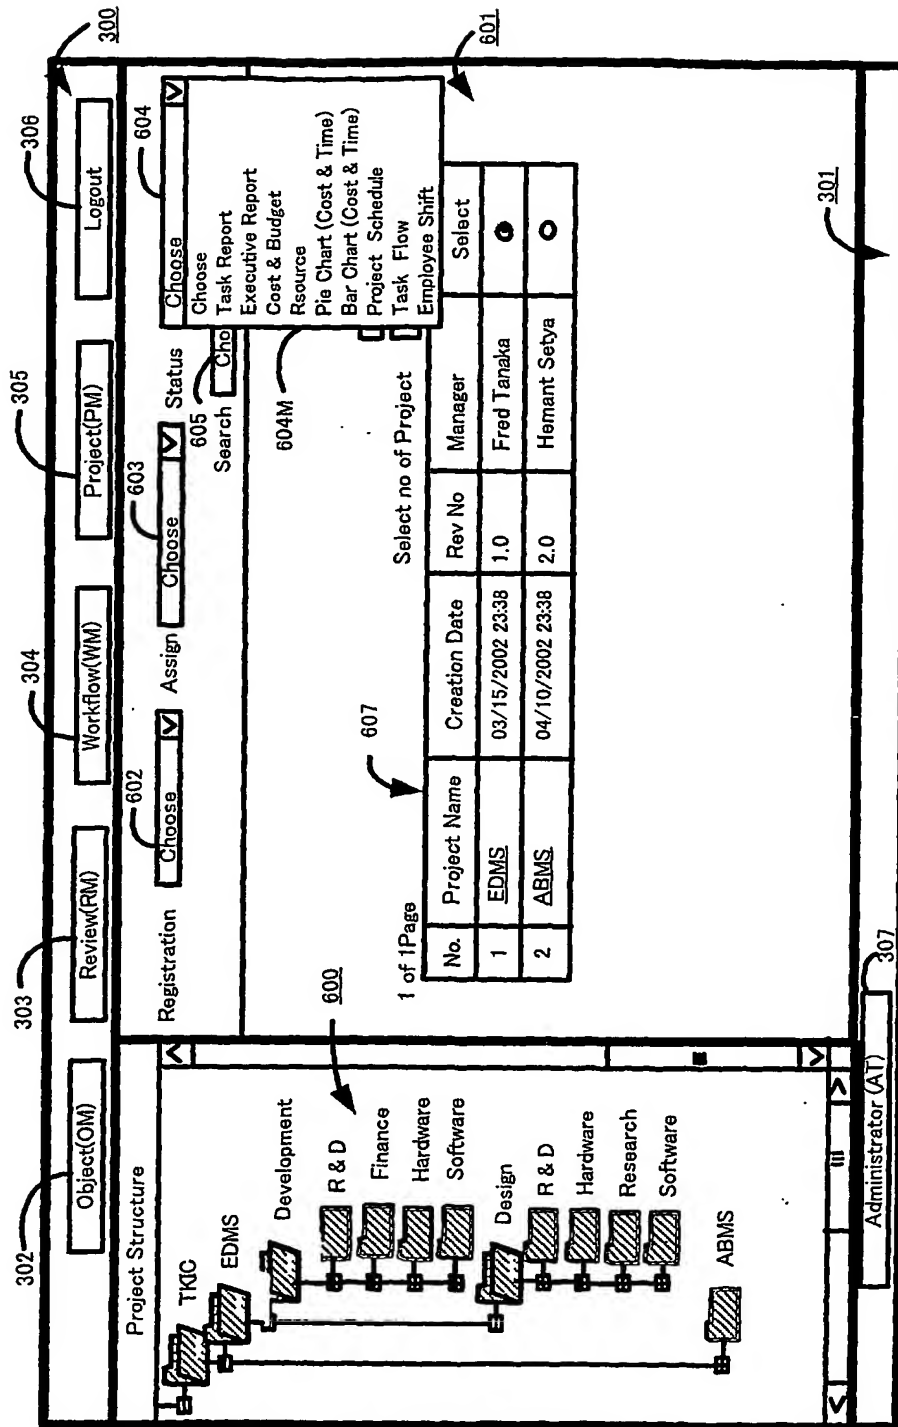 302 303 304 305 306 300
Object(OM) Review(RM) Workflow(WM) Project(PM) Logout
Project Structure
TKIC
EDMS
Development
R & D
Finance
Hardware
Software
Design
R & D
Hardware
Research
Software
ABMS
600
602 603 604
Registration Choose Assign Choose Status Choose
605
Search Cho
Choose
Task Report
Executive Report
Cost & Budget
Rsource
Pie Chart (Cost & Time)
Bar Chart (Cost & Time)
Project Schedule
Task Flow
Employee Shift
604M
601
607
1 of 1Page Select no of Project
No. Project Name Creation Date Rev No Manager Select
1 EDMS 03/15/2002 23:38 1.0 Fred Tanaka
2 ABMS 04/10/2002 23:38 2.0 Hemant Setya
301
Administrator (AT)
307